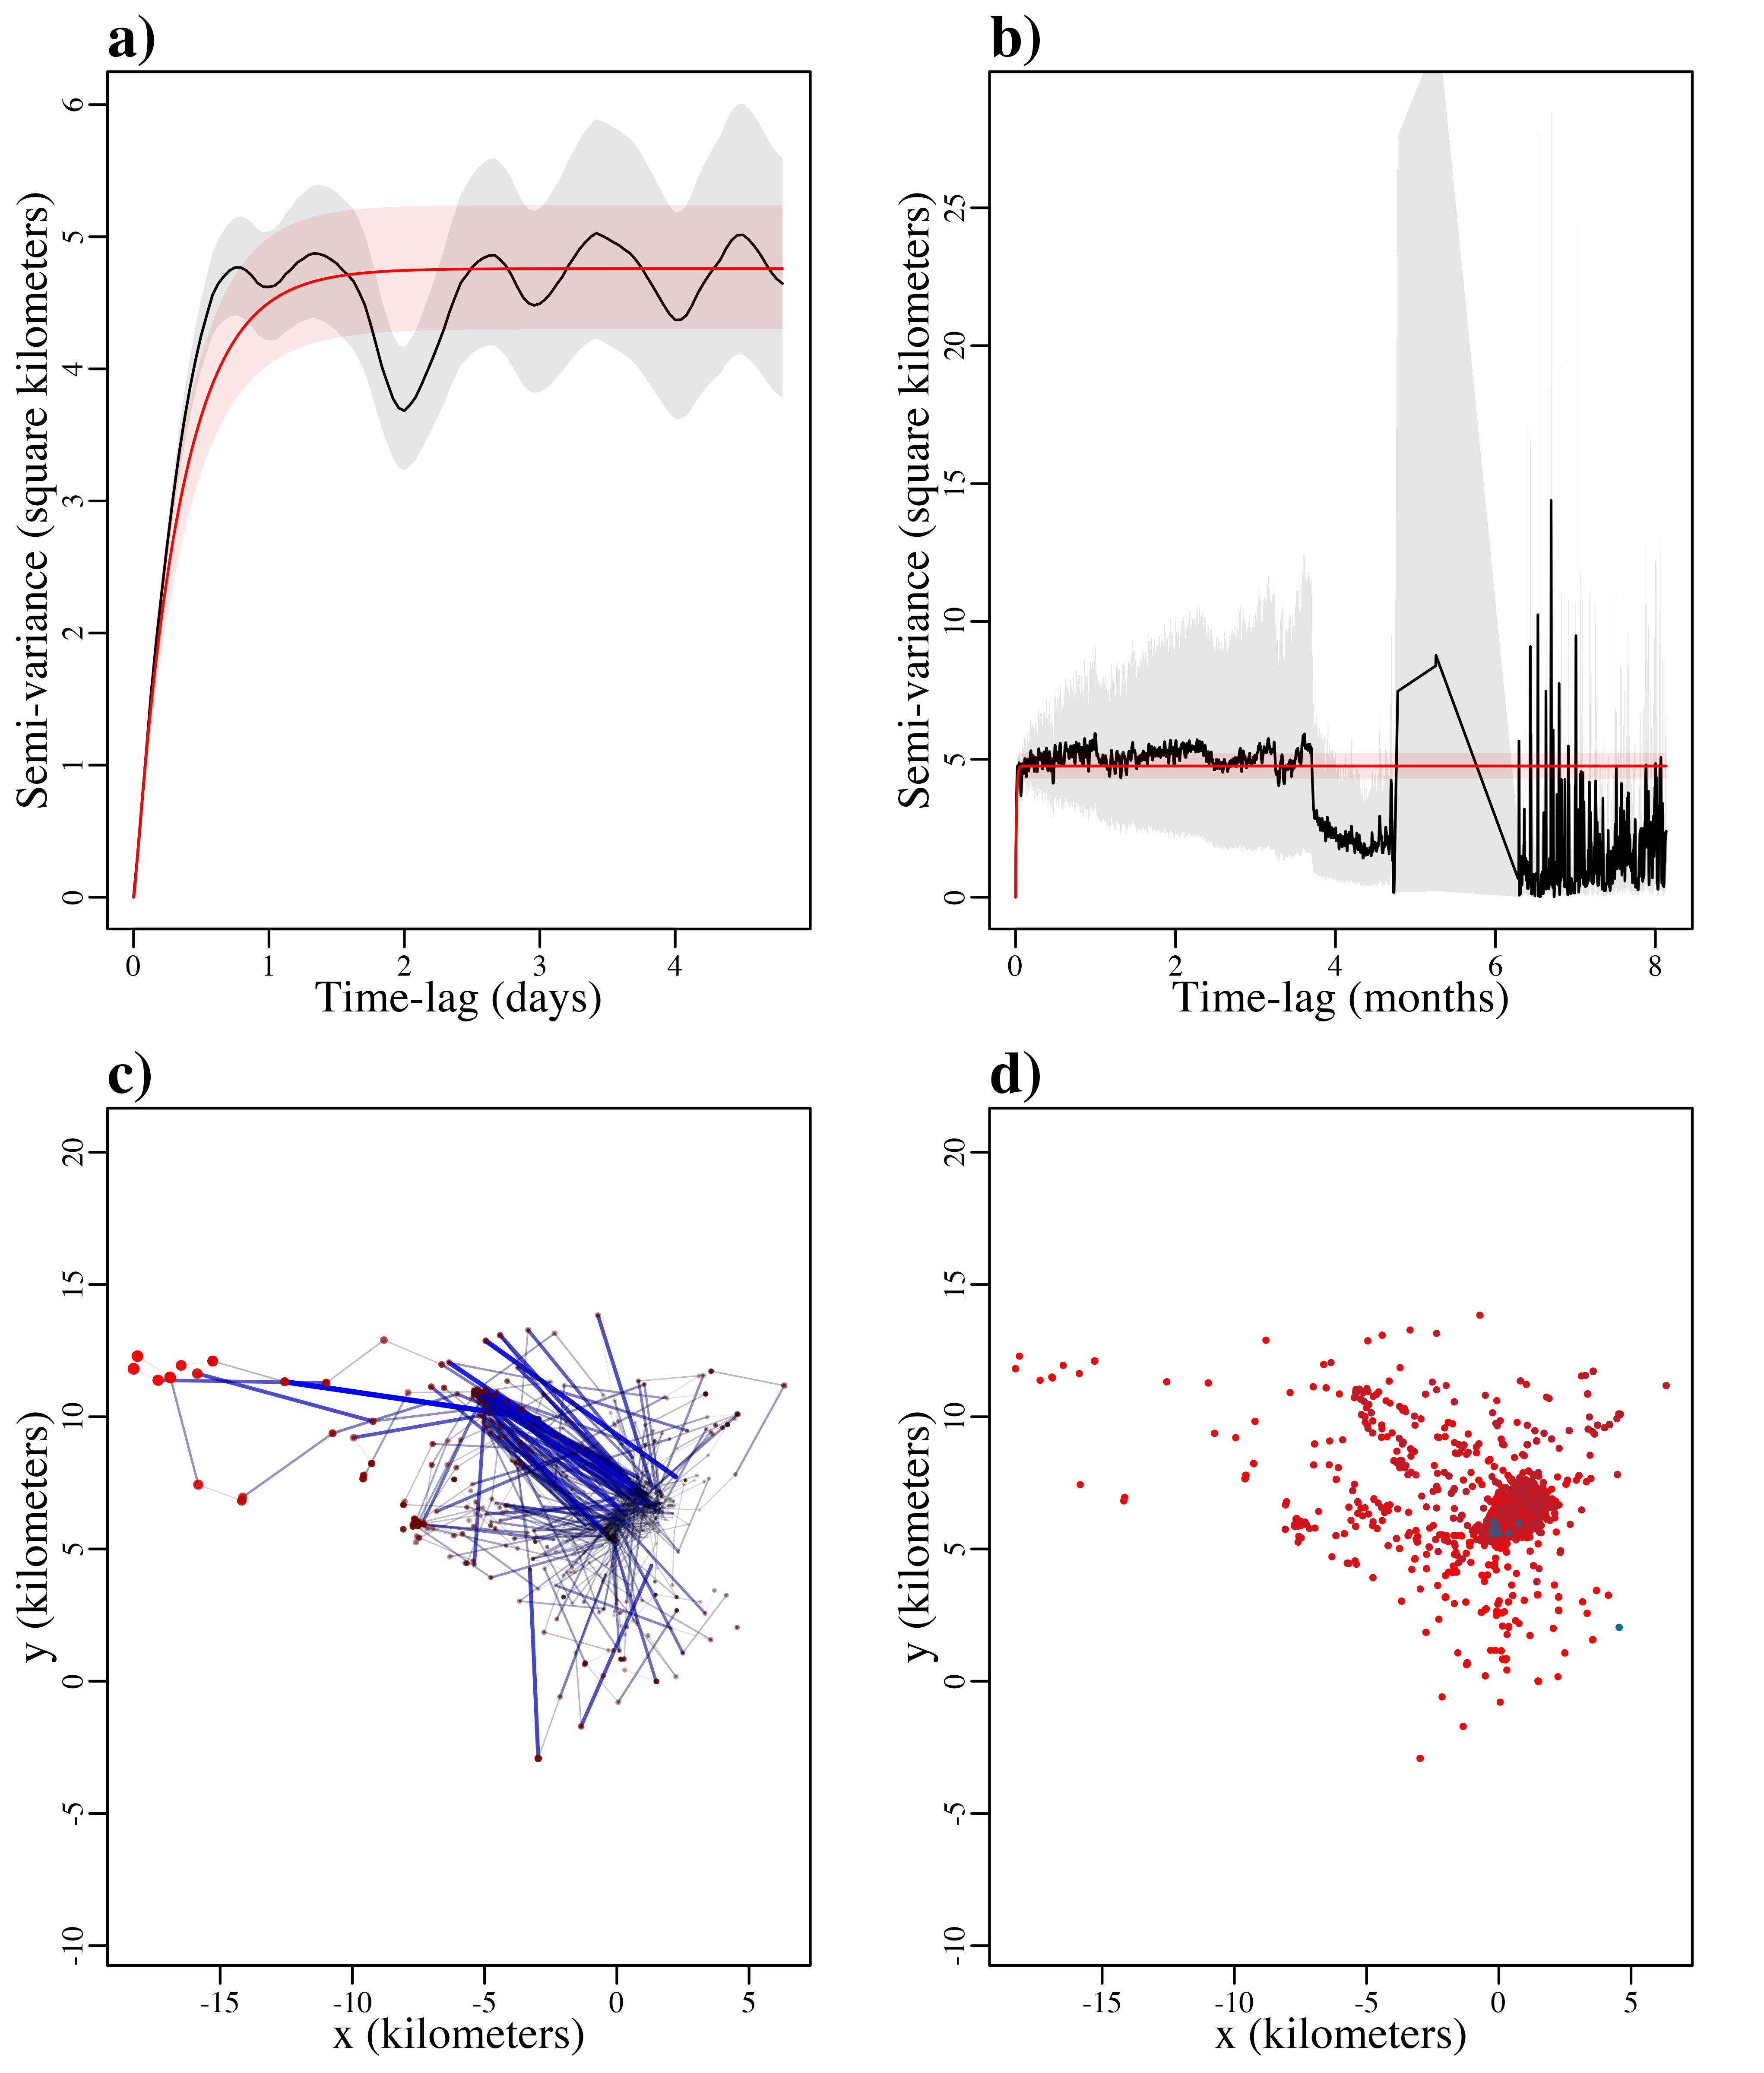 a)
Semi-variance (square kilometers)
6
5
4
3
2
1
0
0 1 2 3 4
Time-lag (days)
b)
Semi-variance (square kilometers)
25
20
15
10
5
0
0 2 4 6 8
Time-lag (months)
c)
y (kilometers)
20
15
10
5
0
-5
-10
-15 -10 -5 0 5
x (kilometers)
d)
y (kilometers)
20
15
10
5
0
-5
-10
-15 -10 -5 0 5
x (kilometers)